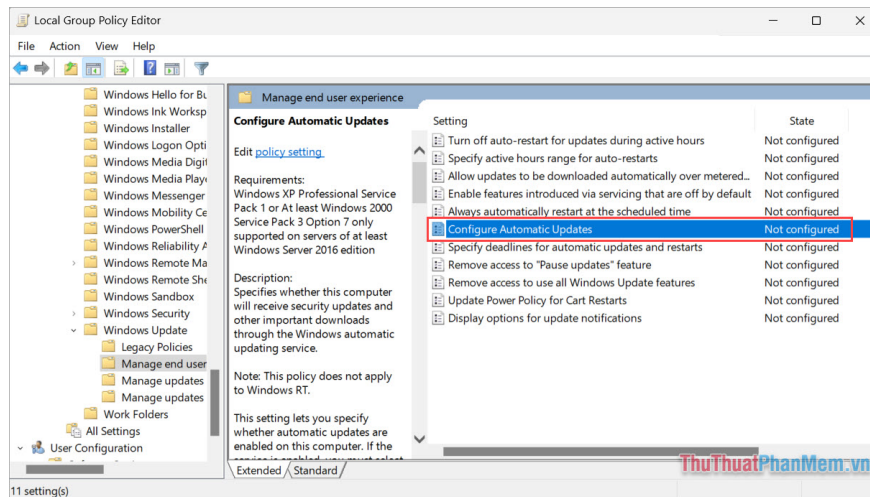 Local Group Policy Editor
File Action View Help
Windows Hello for Bu
Windows Ink Worksp
Windows Installer
Windows Logon Opti
Windows Media Digit
Windows Media Playe
Windows Messenger
Windows Mobility Ce
Windows PowerShell
Windows Reliability A
Windows Remote Ma
Windows Remote She
Windows Sandbox
Windows Security
Windows Update
Legacy Policies
Manage end user
Manage updates
Manage updates
Work Folders
All Settings
User Configuration
Manage end user experience
Configure Automatic Updates
Edit policy setting
Requirements:
Windows XP Professional Service
Pack 1 or At least Windows 2000
Service Pack 3 Option 7 only
supported on servers of at least
Windows Server 2016 edition
Description:
Specifies whether this computer
will receive security updates and
other important downloads
through the Windows automatic
updating service.
Note: This policy does not apply
to Windows RT.
This setting lets you specify
whether automatic updates are
enabled on this computer. If the
Setting State
Turn off auto-restart for updates during active hours Not configured
Specify active hours range for auto-restarts Not configured
Allow updates to be downloaded automatically over metered... Not configured
Enable features introduced via servicing that are off by default Not configured
Always automatically restart at the scheduled time Not configured
Configure Automatic Updates Not configured
Specify deadlines for automatic updates and restarts Not configured
Remove access to "Pause updates" feature Not configured
Remove access to use all Windows Update features Not configured
Update Power Policy for Cart Restarts Not configured
Display options for update notifications Not configured
Extended Standard
ThuThuatPhanMem.vn
11 setting(s)